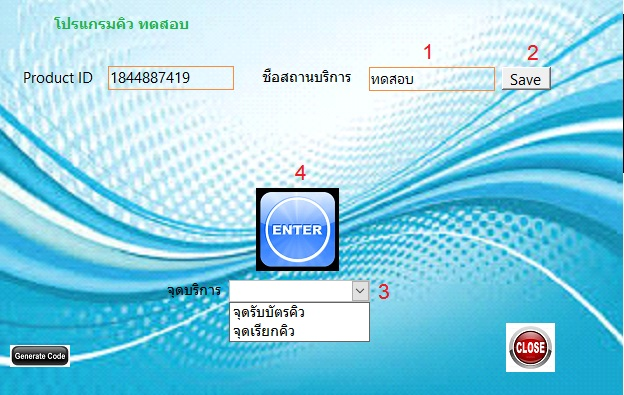 โปรแกรมคิว ทดสอบ
1 2
Product ID 1844887419 ชื่อสถานบริการ ทดสอบ Save
4
ENTER
จุดบริการ 3
จุดรับบัตรคิว
จุดเรียกคิว
Generate Code CLOSE